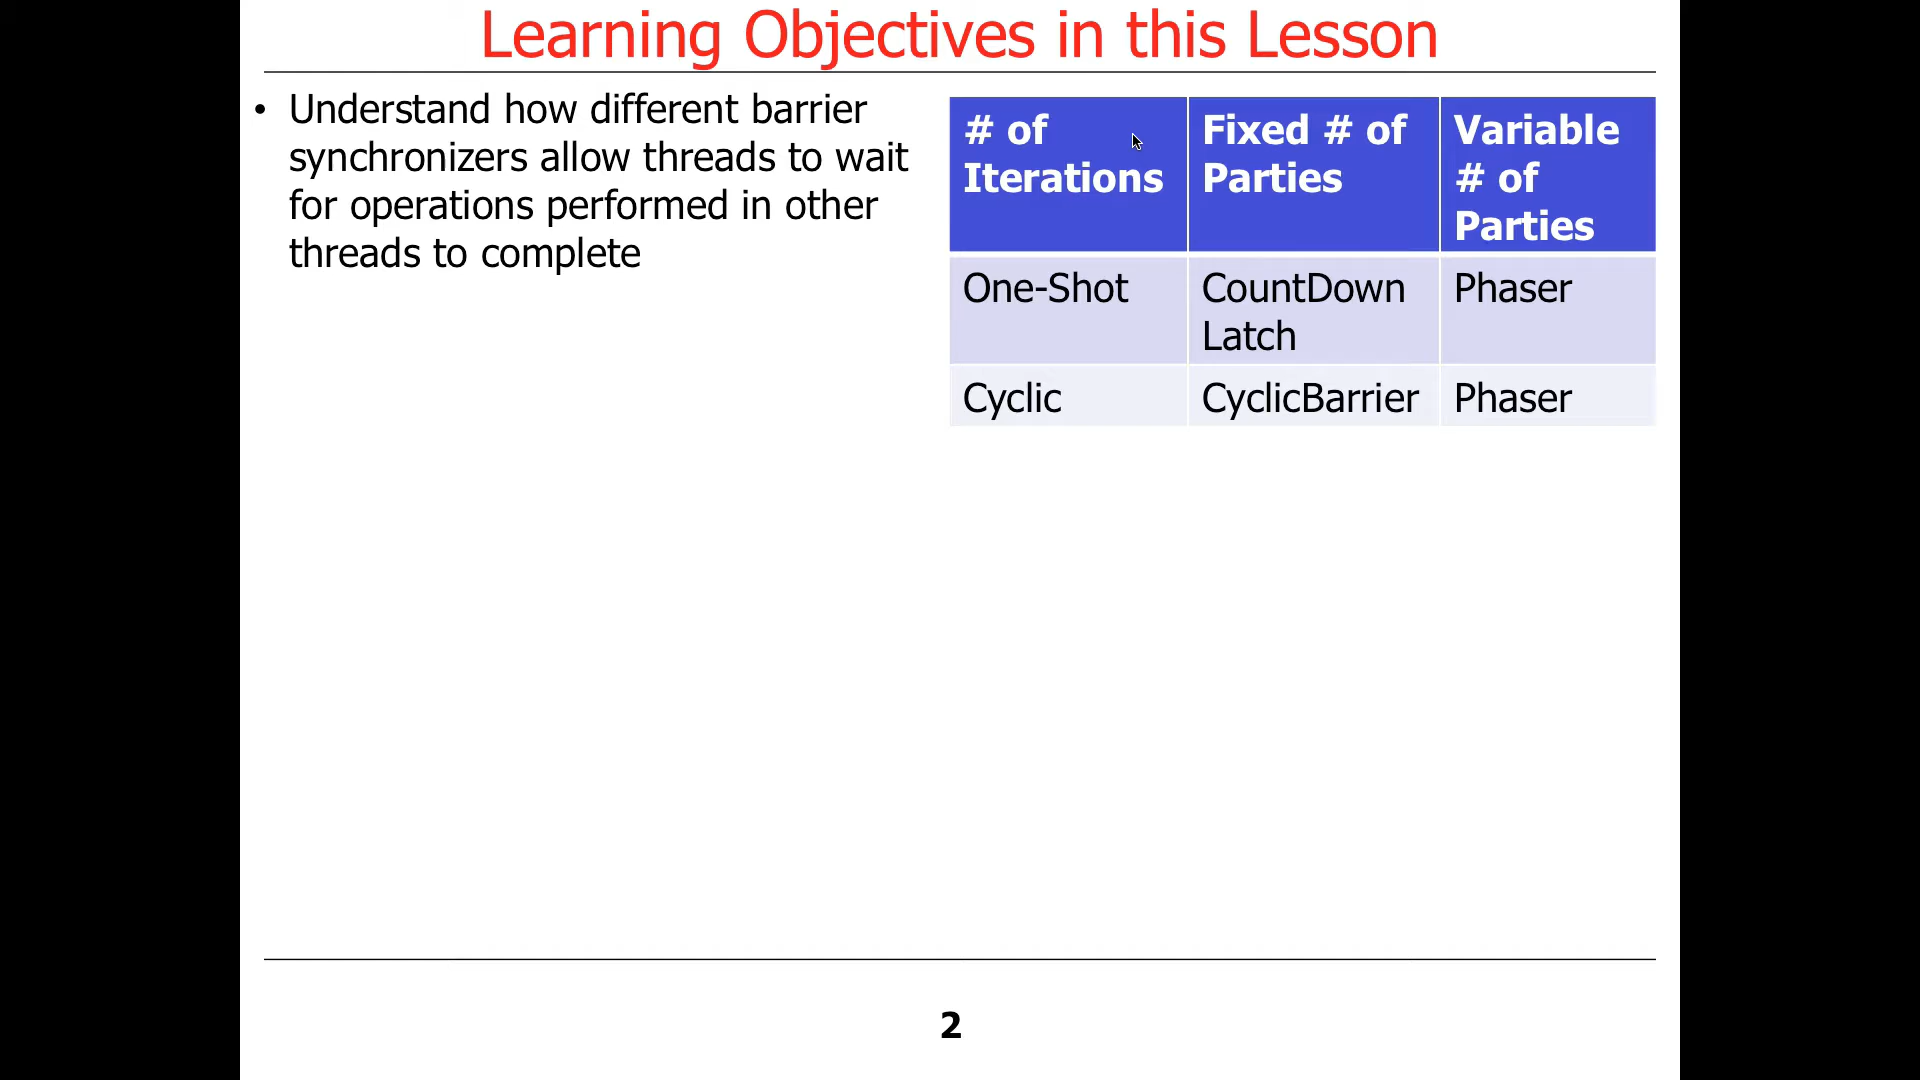 Learning Objectives in this Lesson
• Understand how different barrier
synchronizers allow threads to wait
for operations performed in other
threads to complete
# of
Iterations
Fixed # of
Parties
Variable
# of
Parties
One-Shot
CountDown
Latch
Phaser
Cyclic
CyclicBarrier
Phaser
2